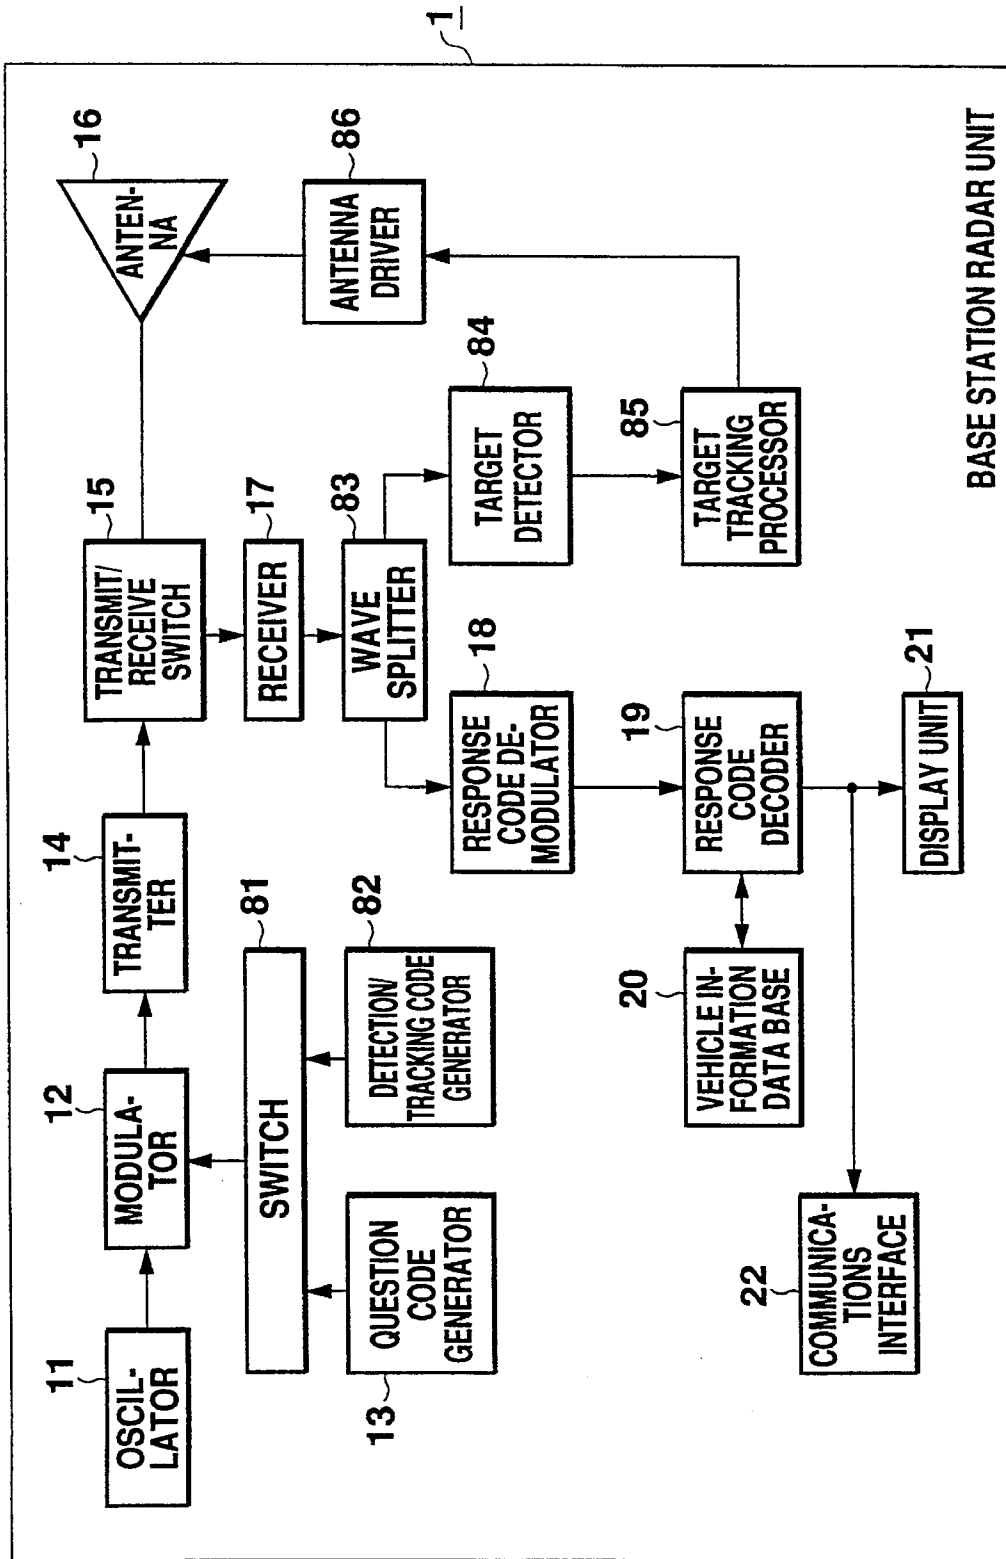 1
11
OSCIL-
LATOR
12
MODULA-
TOR
14
TRANSMIT-
TER
15
TRANSMIT/
RECEIVE
SWITCH
16
ANTEN-
NA
81
SWITCH
17
RECEIVER
86
ANTENNA
DRIVER
13
QUESTION
CODE
GENERATOR
82
DETECTION/
TRACKING CODE
GENERATOR
83
WAVE
SPLITTER
18
RESPONSE
CODE DE-
MODULATOR
84
TARGET
DETECTOR
20
VEHICLE IN-
FORMATION
DATA BASE
19
RESPONSE
CODE
DECODER
85
TARGET
TRACKING
PROCESSOR
22
COMMUNICA-
TIONS
INTERFACE
21
DISPLAY UNIT
BASE STATION RADAR UNIT